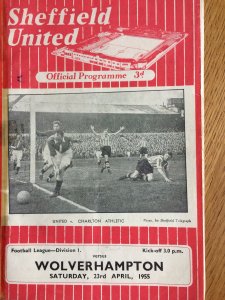 Sheffield
United
Official Programme 3d
UNITED v. CHARLTON ATHLETIC
Photo, the Sheffield Telegraph
Football League—Division 1.
Kick-off 3.0 p.m.
versus
WOLVERHAMPTON
SATURDAY, 23rd APRIL, 1955